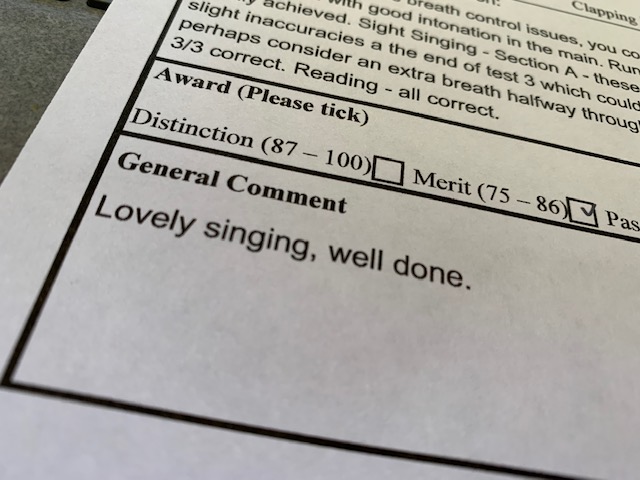 Clapping
breath control issues, you co
achieved. Sight Singing - Section A - these
with good intonation in the main. Run
slight inaccuracies a the end of test 3 which could
perhaps consider an extra breath halfway throug
3/3 correct. Reading - all correct.
Award (Please tick)
Distinction (87 – 100) ☐ Merit (75 – 86) ☑ Pas
General Comment
Lovely singing, well done.